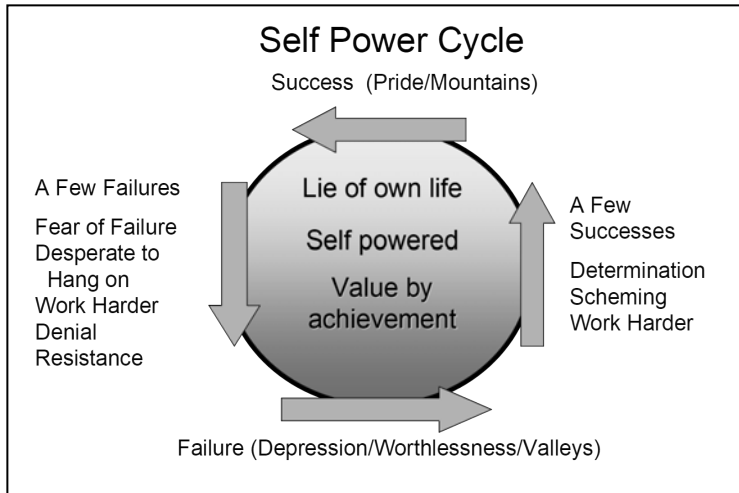 Self Power Cycle
Success (Pride/Mountains)
A Few Failures
Fear of Failure
Desperate to
Hang on
Work Harder
Denial
Resistance
Lie of own life
Self powered
Value by
achievement
A Few
Successes
Determination
Scheming
Work Harder
Failure (Depression/Worthlessness/Valleys)